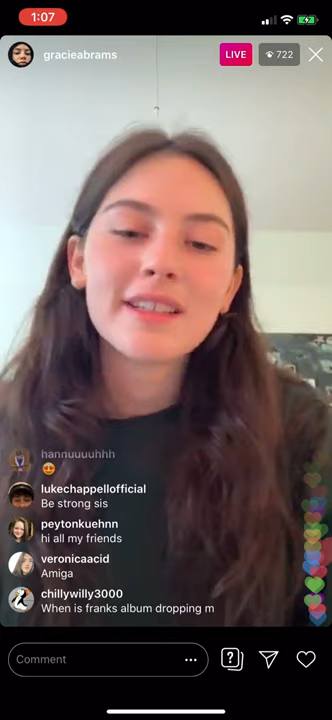 1:07
gracieabrams
LIVE
722
hannuuuuhhh
😍
lukechappellofficial
Be strong sis
peytonkuehnn
hi all my friends
veronicaacid
Amiga
chillywilly3000
When is franks album dropping m
Comment